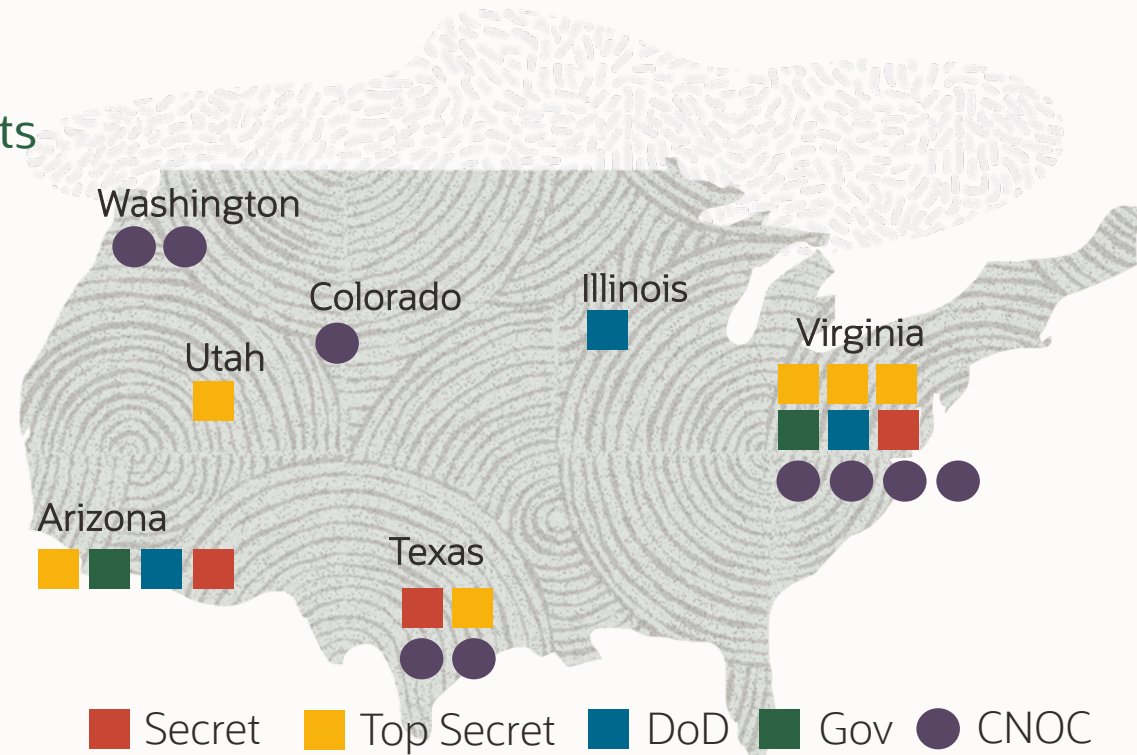 ts
Washington
Colorado
Illinois
Virginia
Utah
Arizona
Texas
Secret
Top Secret
DoD
Gov
CNOC